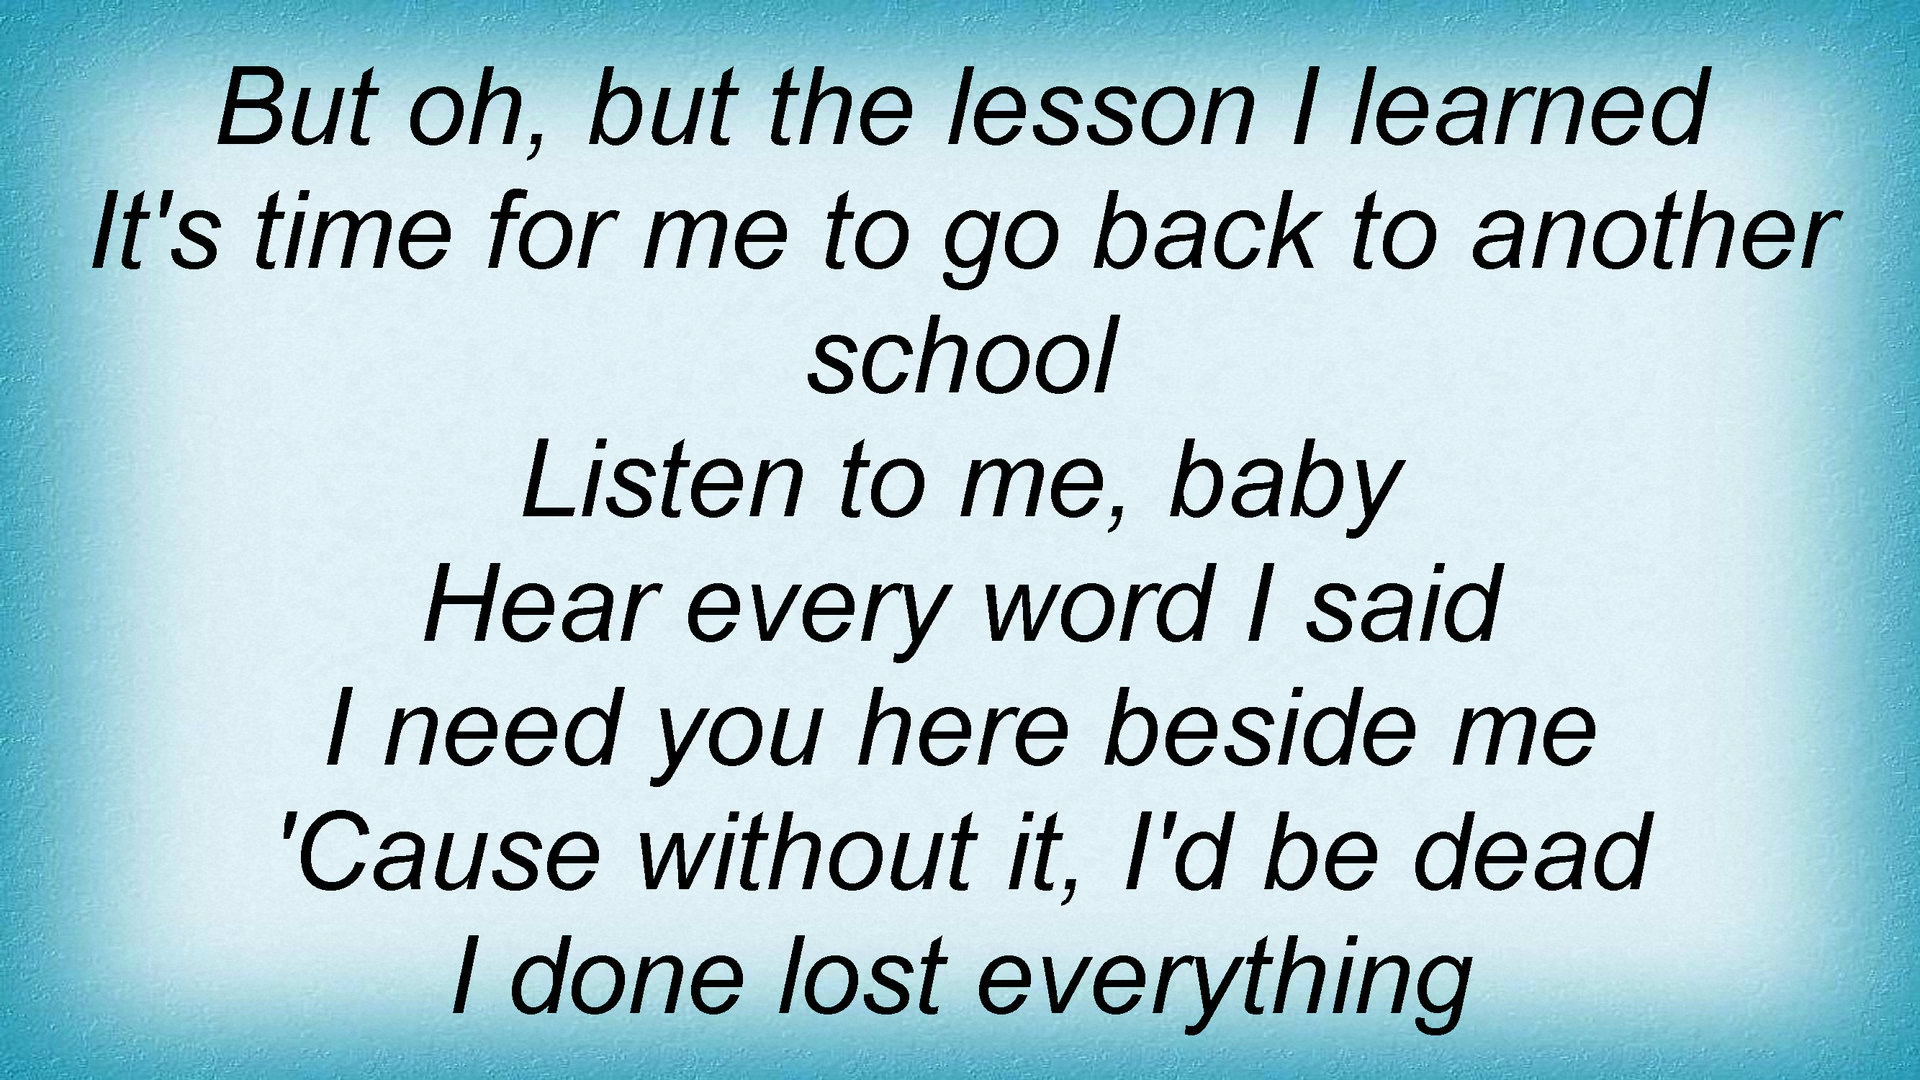 But oh, but the lesson I learned
It's time for me to go back to another
school
Listen to me, baby
Hear every word I said
I need you here beside me
'Cause without it, I'd be dead
I done lost everything